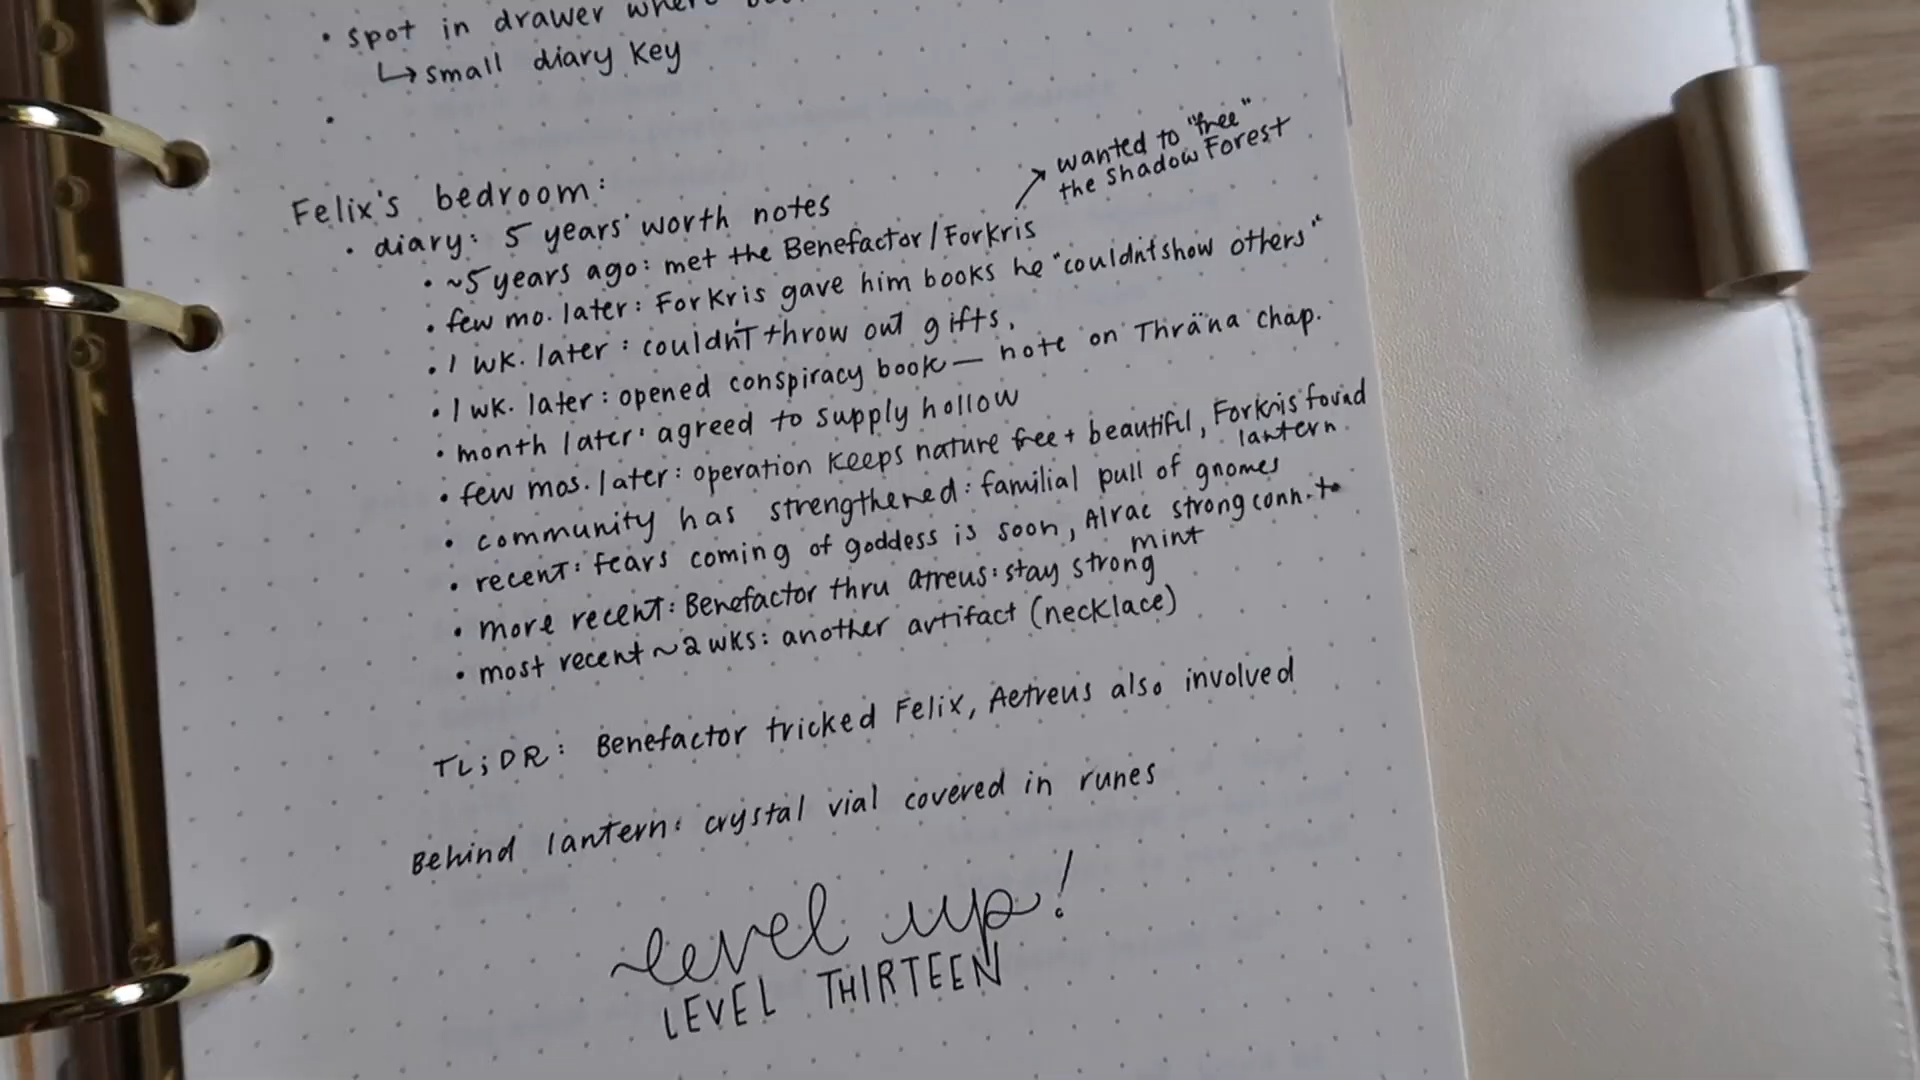 • spot in drawer where
↳ small diary key
•
Felix's bedroom:
• diary: 5 years' worth notes
• ~5 years ago: met the Benefactor/Forkris
↗ wanted to "free"
the Shadow Forest
• few mo. later: Forkris gave him books he "couldn't show others"
• 1 wk. later: couldn't throw out gifts.
• 1 wk. later: opened conspiracy book — note on Thräna chap.
• month later: agreed to supply hollow
• few mos. later: operation keeps nature free + beautiful, Forkris found
lantern
• community has strengthened: familial pull of gnomes
• recent: fears coming of goddess is soon, Alrac strong conn. to
mint
• more recent: Benefactor thru Atreus: stay strong
• most recent ~2 wks: another artifact (necklace)
TL;DR: Benefactor tricked Felix, Aetreus also involved
Behind lantern: crystal vial covered in runes
level up!
LEVEL THIRTEEN